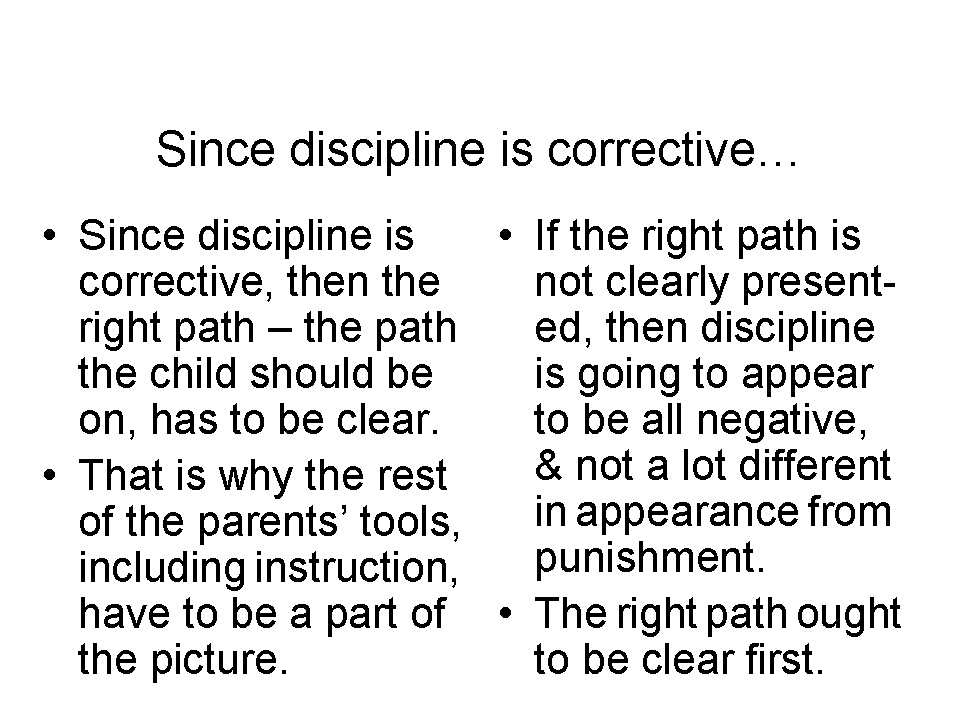 Since discipline is corrective…
• Since discipline is
corrective, then the
right path – the path
the child should be
on, has to be clear.
• That is why the rest
of the parents’ tools,
including instruction,
have to be a part of
the picture.
• If the right path is
not clearly present-
ed, then discipline
is going to appear
to be all negative,
& not a lot different
in appearance from
punishment.
• The right path ought
to be clear first.